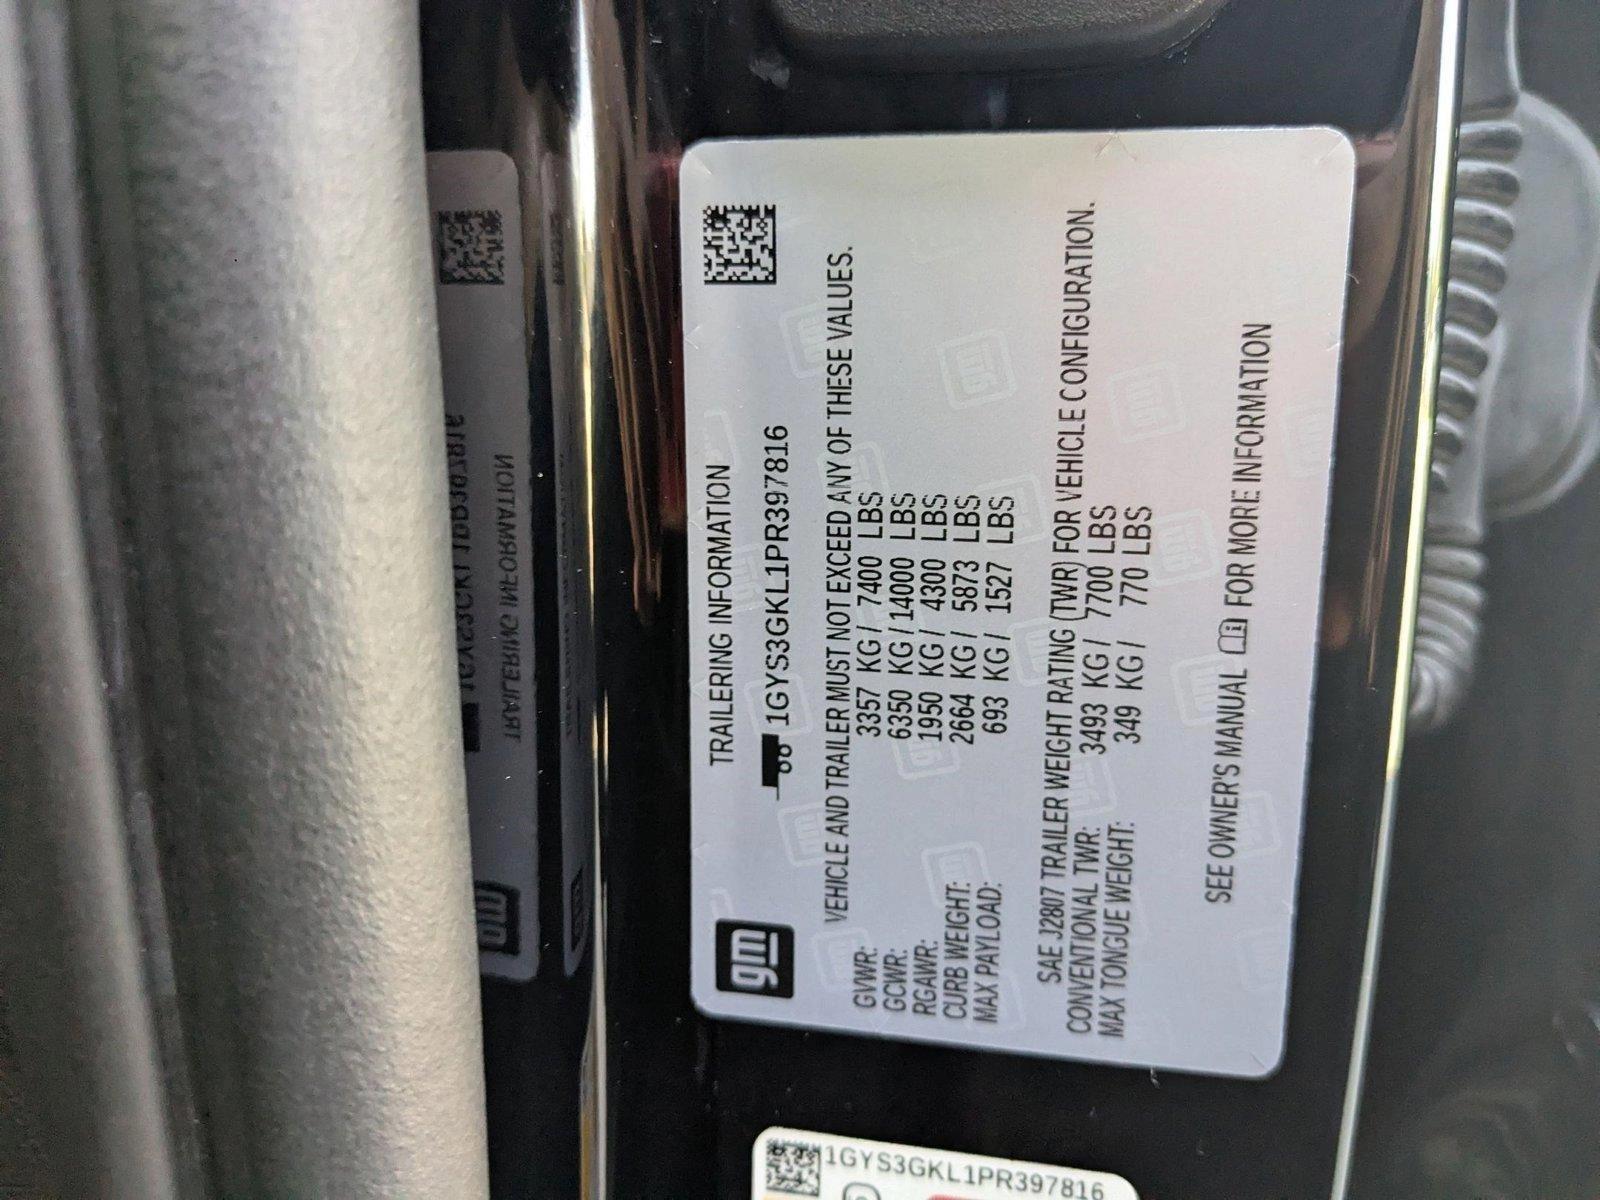 gm
TRAILERING INFORMATION
1GYS3GKL1PR397816
VEHICLE AND TRAILER MUST NOT EXCEED ANY OF THESE VALUES.
GVWR: 3357 KG / 7400 LBS
GCWR: 6350 KG / 14000 LBS
RGAWR: 1950 KG / 4300 LBS
CURB WEIGHT: 2664 KG / 5873 LBS
MAX PAYLOAD: 693 KG / 1527 LBS
SAE J2807 TRAILER WEIGHT RATING (TWR) FOR VEHICLE CONFIGURATION.
CONVENTIONAL TWR: 3493 KG / 7700 LBS
MAX TONGUE WEIGHT: 349 KG / 770 LBS
SEE OWNER'S MANUAL FOR MORE INFORMATION
1GYS3GKL1PR397816